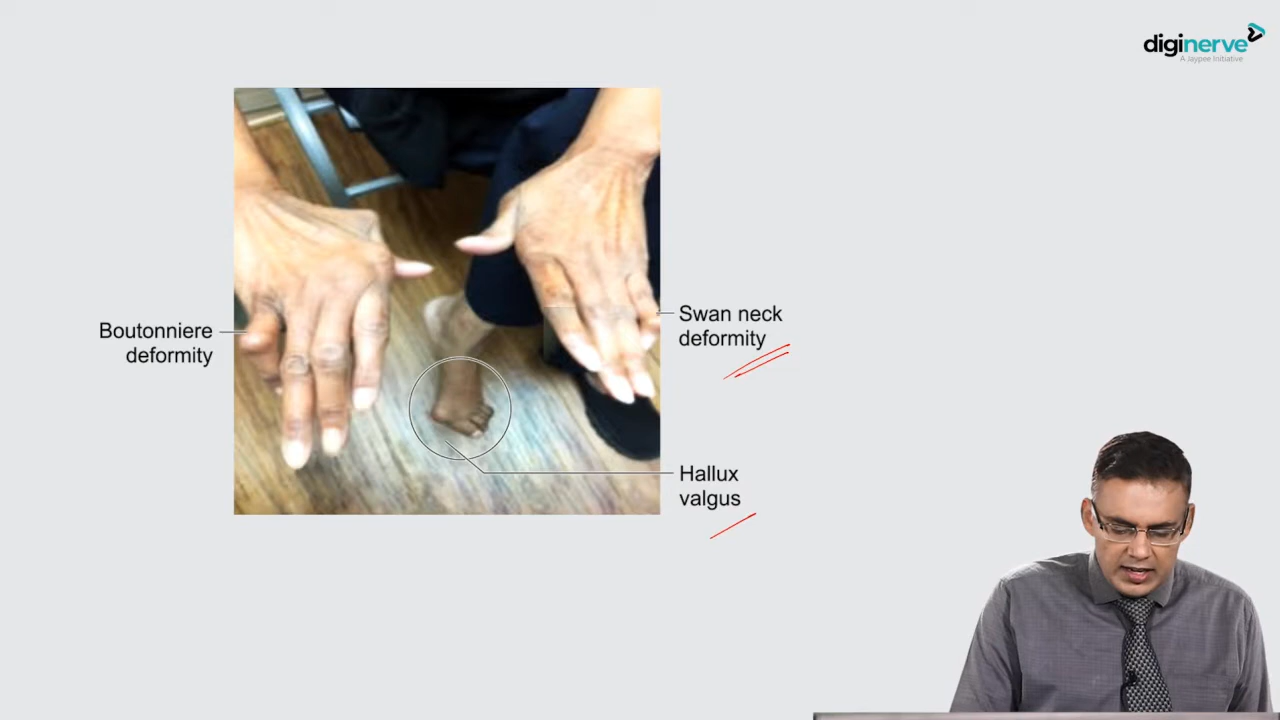 diginerve
A Jaypee Initiative
Boutonniere
deformity
Swan neck
deformity
Hallux
valgus